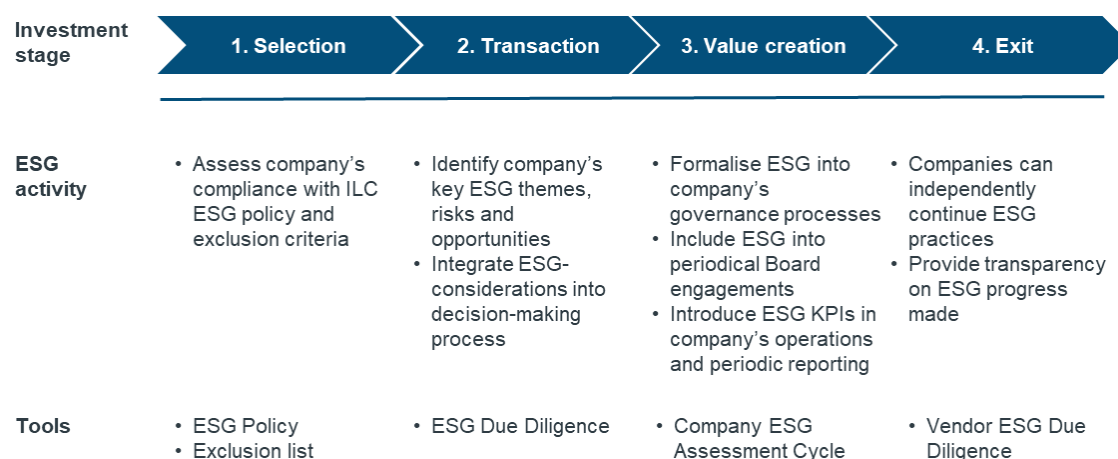 Investment
stage
1. Selection
2. Transaction
3. Value creation
4. Exit
ESG
activity
• Assess company’s
compliance with ILC
ESG policy and
exclusion criteria
• Identify company’s
key ESG themes,
risks and
opportunities
• Integrate ESG-
considerations into
decision-making
process
• Formalise ESG into
company’s
governance processes
• Include ESG into
periodical Board
engagements
• Introduce ESG KPIs in
company’s operations
and periodic reporting
• Companies can
independently
continue ESG
practices
• Provide transparency
on ESG progress
made
Tools
• ESG Policy
• Exclusion list
• ESG Due Diligence
• Company ESG
Assessment Cycle
• Vendor ESG Due
Diligence